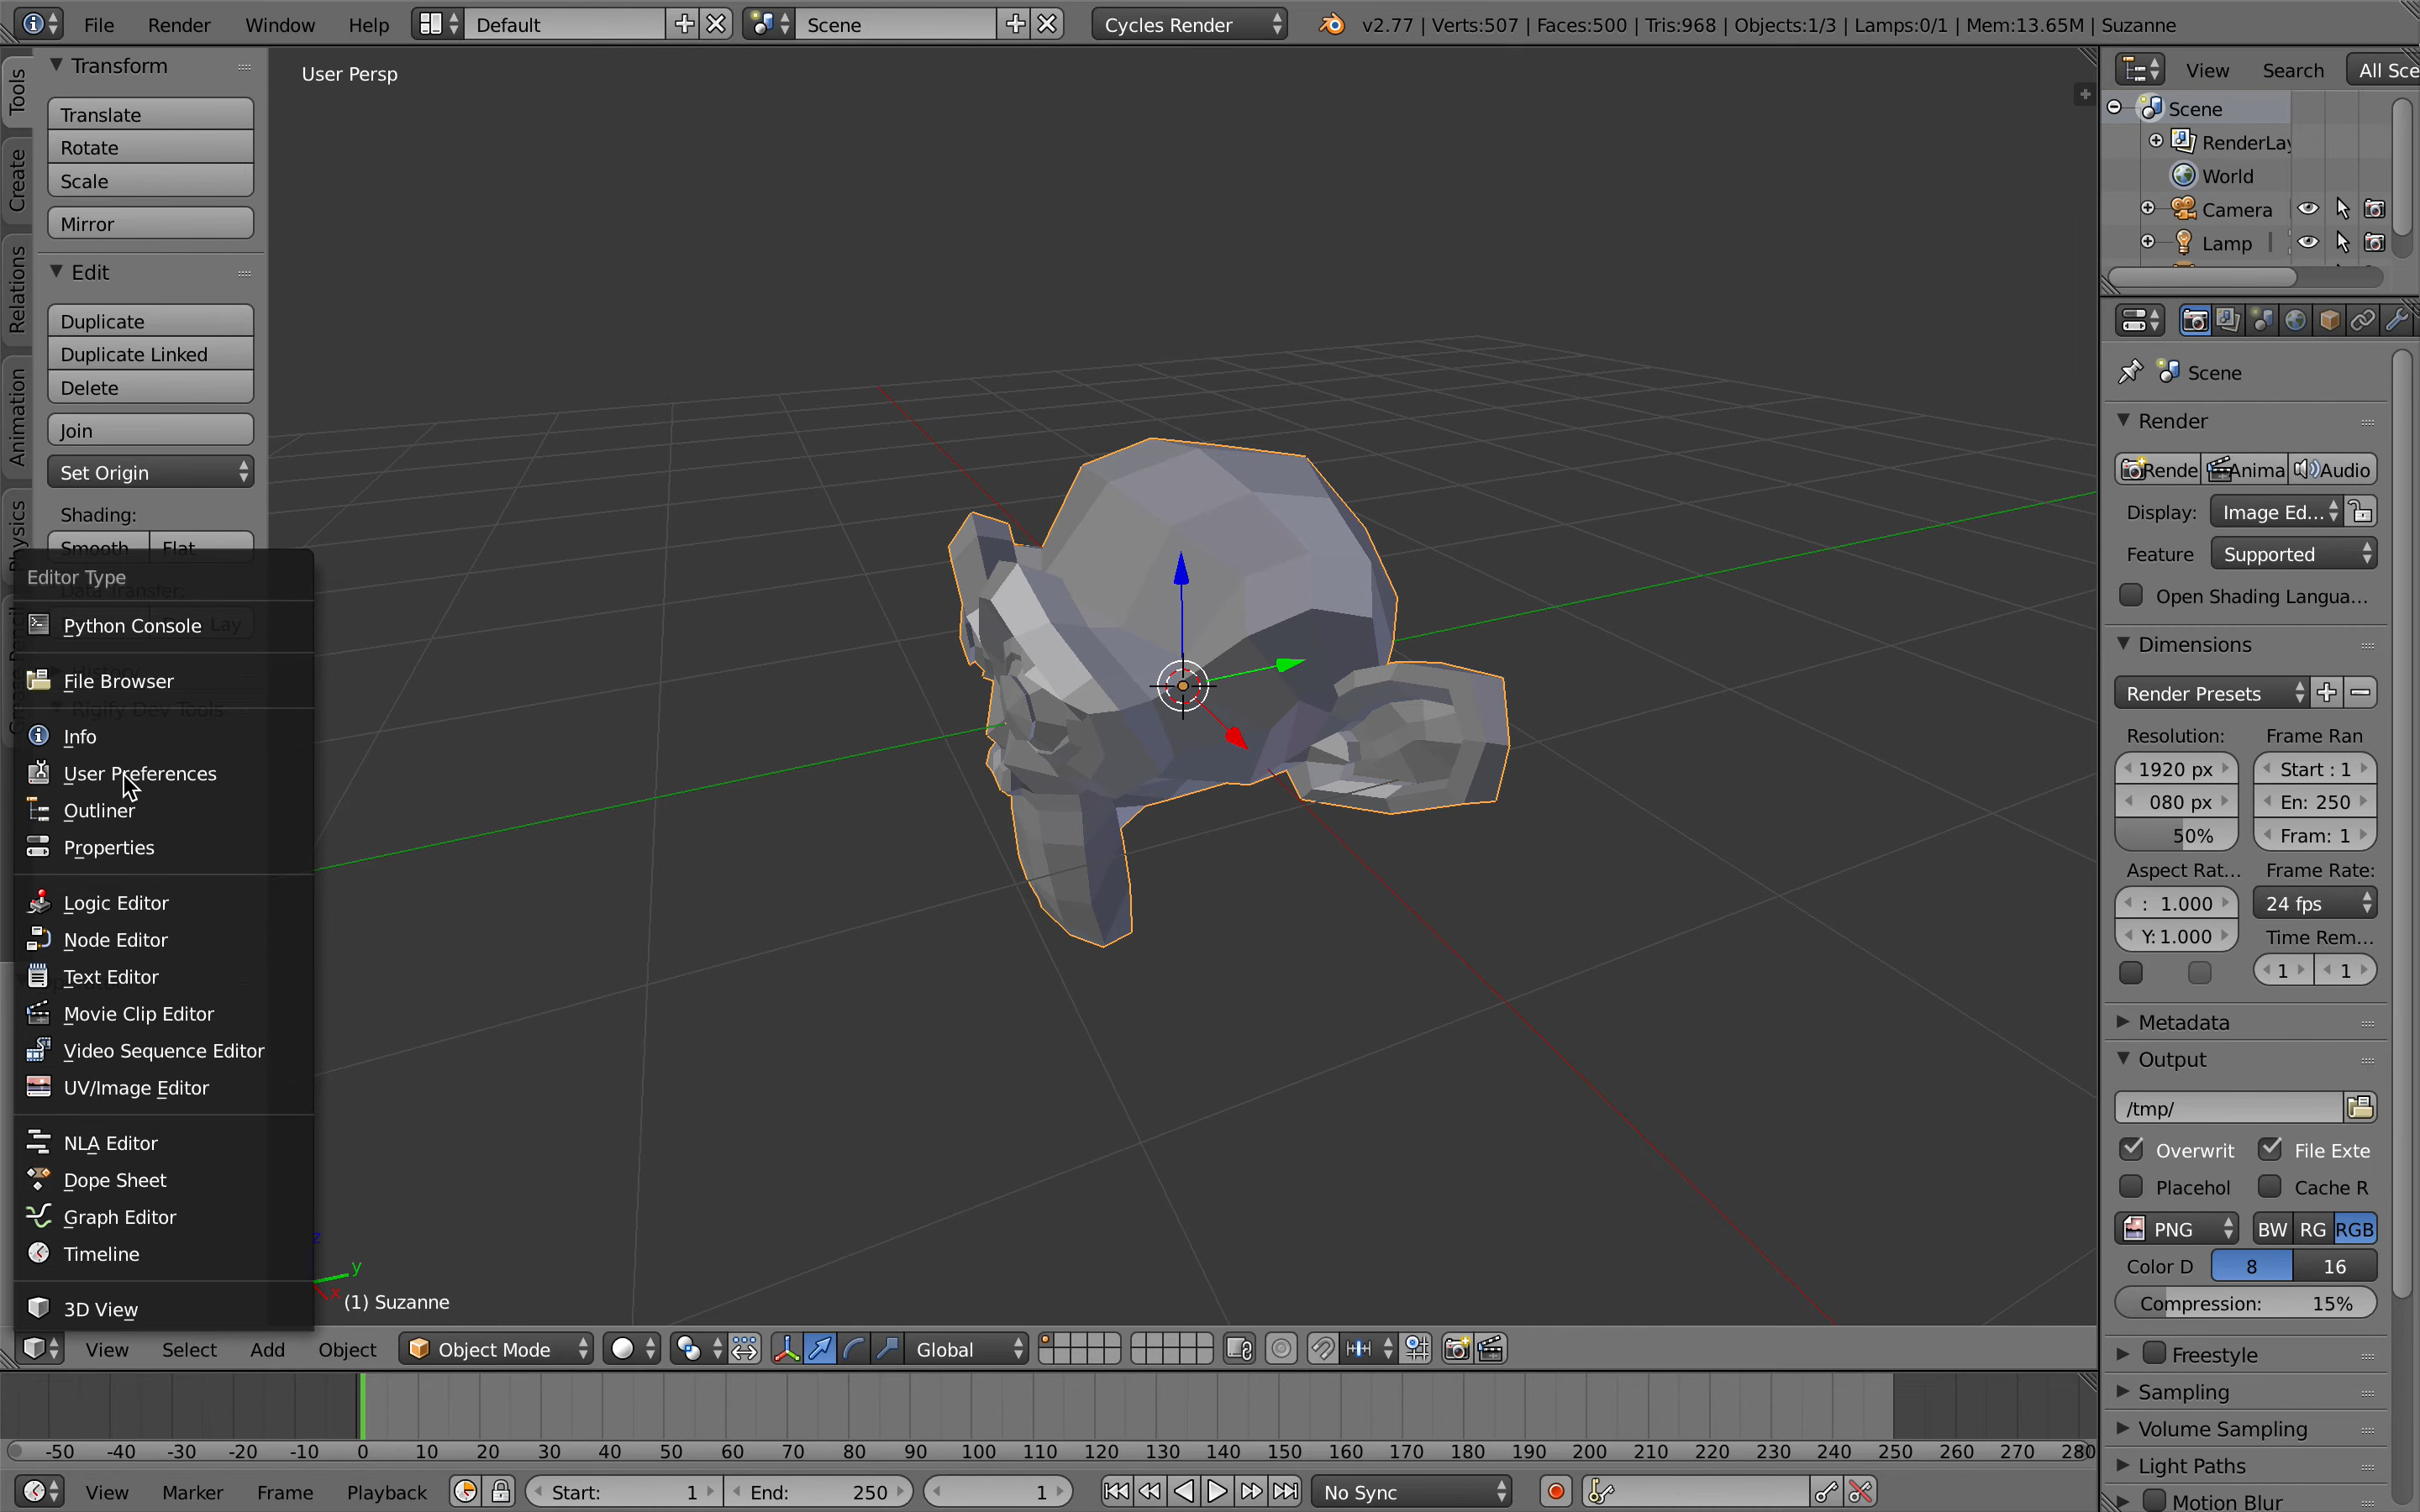 File Render Window Help Default Scene Cycles Render v2.77 | Verts:507 | Faces:500 | Tris:968 | Objects:1/3 | Lamps:0/1 | Mem:13.65M | Suzanne
Tools
Create
Relations
Animation
Physics
Transform
Translate
Rotate
Scale
Mirror
Edit
Duplicate
Duplicate Linked
Delete
Join
Set Origin
Shading:
Smooth Flat
Data Transfer:
Lay
History
Rigify Dev Tools
Editor Type
Python Console
File Browser
Info
User Preferences
Outliner
Properties
Logic Editor
Node Editor
Text Editor
Movie Clip Editor
Video Sequence Editor
UV/Image Editor
NLA Editor
Dope Sheet
Graph Editor
Timeline
3D View
User Persp
z
y
x
(1) Suzanne
View Select Add Object Object Mode Global
-50 -40 -30 -20 -10 0 10 20 30 40 50 60 70 80 90 100 110 120 130 140 150 160 170 180 190 200 210 220 230 240 250 260 270 280
View Marker Frame Playback Start: 1 End: 250 1 No Sync
View Search All Sce
Scene
RenderLay
World
Camera
Lamp
Scene
Render
Rende Anima Audio
Display: Image Ed...
Feature Supported
Open Shading Langua...
Dimensions
Render Presets
Resolution: Frame Ran
1920 px Start : 1
080 px En: 250
50% Fram: 1
Aspect Rat... Frame Rate:
: 1.000 24 fps
Y: 1.000 Time Rem...
1 1
Metadata
Output
/tmp/
Overwrit File Exte
Placehol Cache R
PNG BW RG RGB
Color D 8 16
Compression: 15%
Freestyle
Sampling
Volume Sampling
Light Paths
Motion Blur